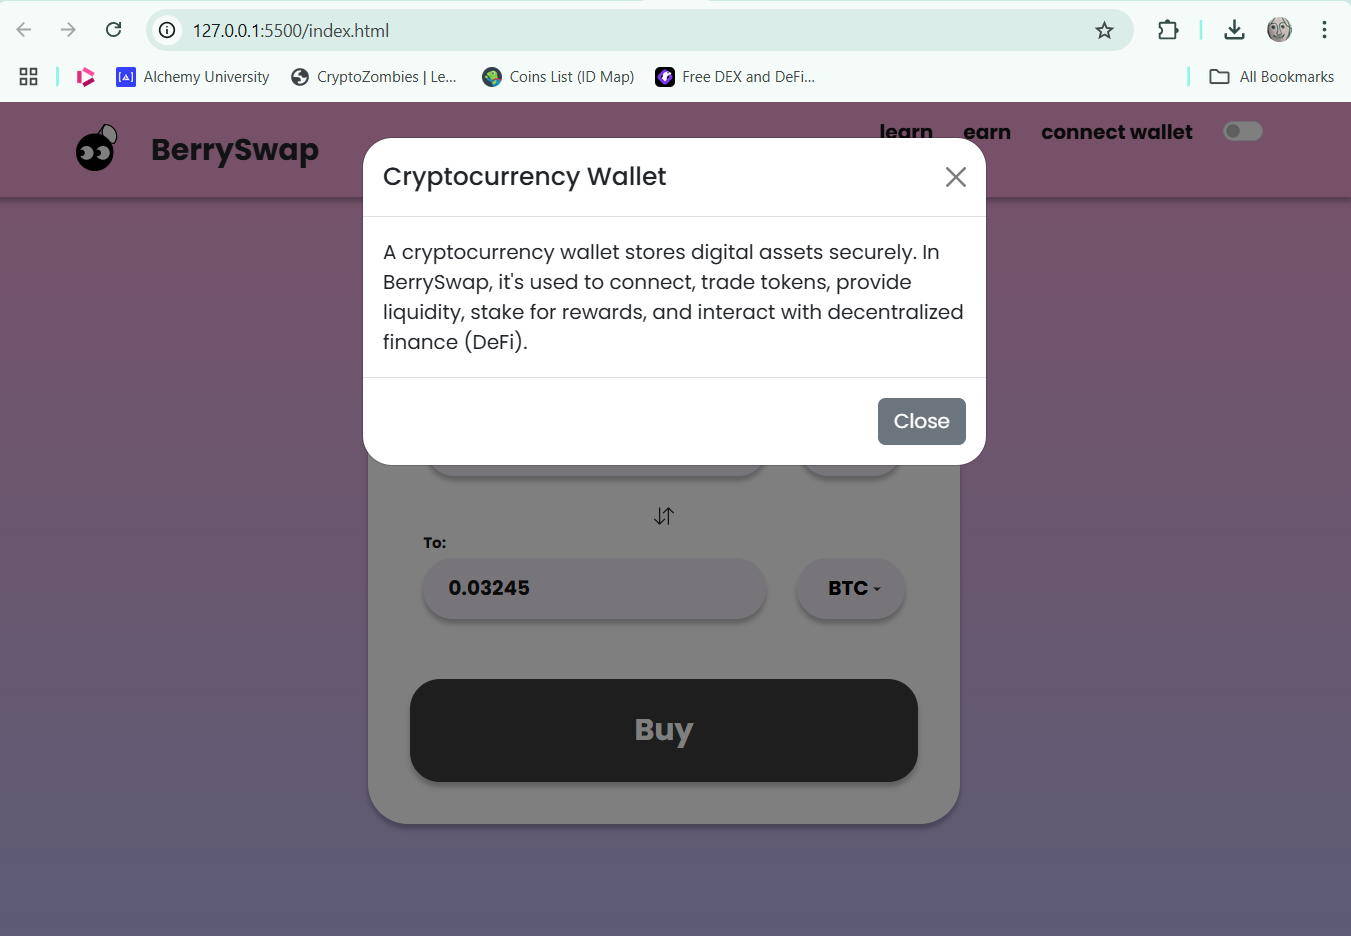 127.0.0.1:5500/index.html
Alchemy University
CryptoZombies | Le...
Coins List (ID Map)
Free DEX and DeFi...
All Bookmarks
BerrySwap
learn
earn
connect wallet
Cryptocurrency Wallet
A cryptocurrency wallet stores digital assets securely. In
BerrySwap, it's used to connect, trade tokens, provide
liquidity, stake for rewards, and interact with decentralized
finance (DeFi).
Close
To:
0.03245
BTC
Buy